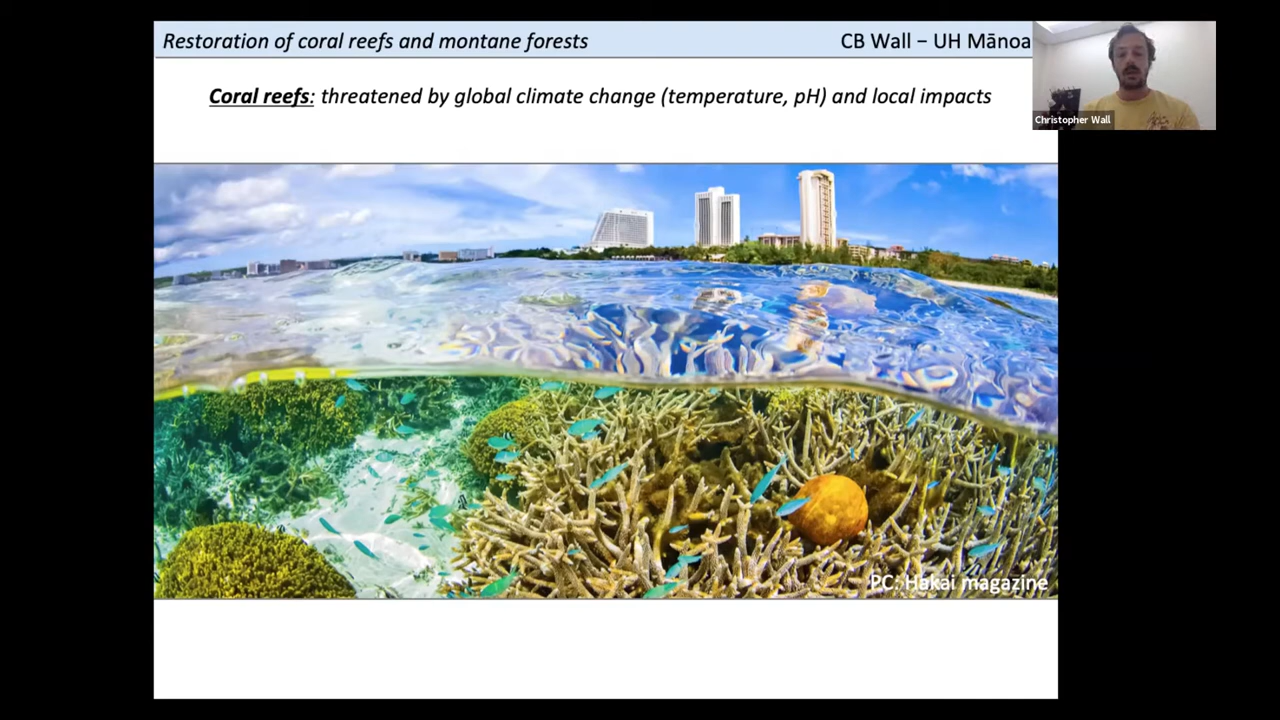 Restoration of coral reefs and montane forests
CB Wall – UH Mānoa
Christopher Wall
Coral reefs: threatened by global climate change (temperature, pH) and local impacts
PC: Hakai magazine